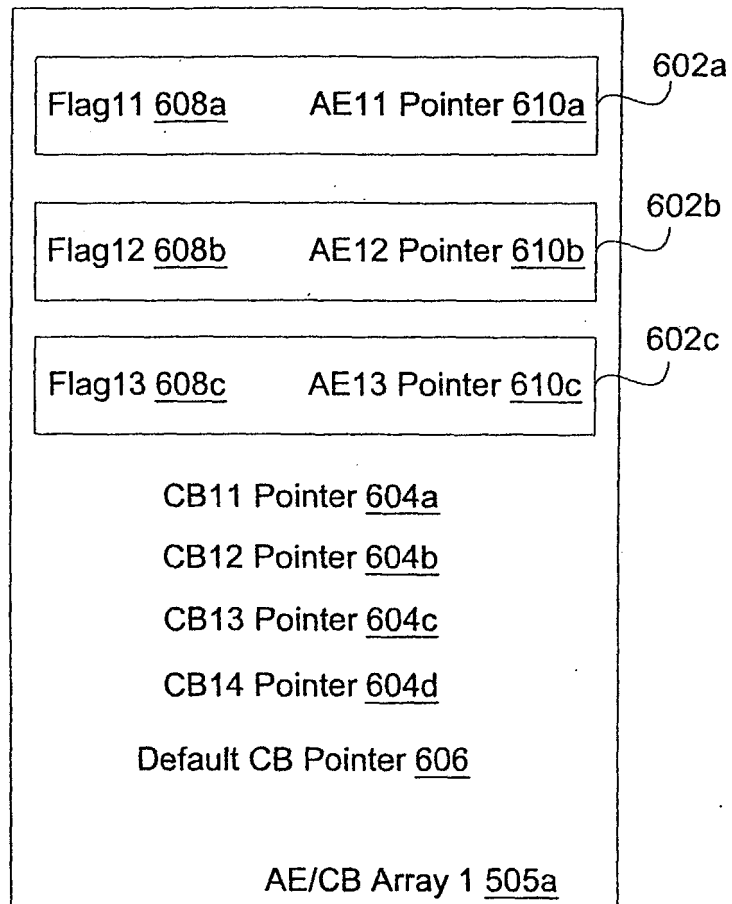 602a
Flag11 608a AE11 Pointer 610a
602b
Flag12 608b AE12 Pointer 610b
602c
Flag13 608c AE13 Pointer 610c
CB11 Pointer 604a
CB12 Pointer 604b
CB13 Pointer 604c
CB14 Pointer 604d
Default CB Pointer 606
AE/CB Array 1 505a